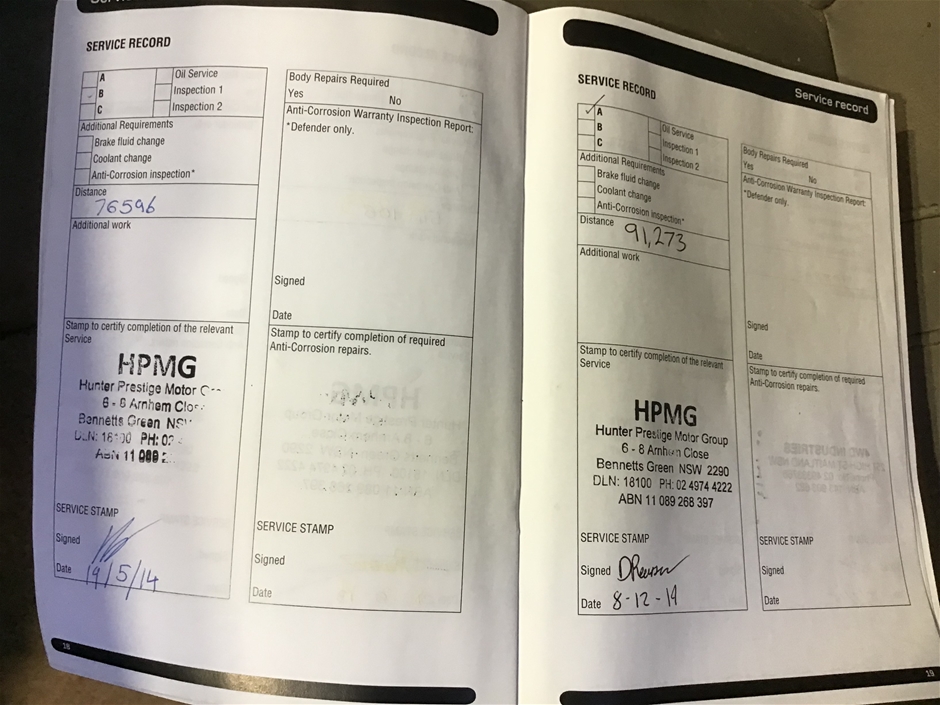 SERVICE RECORD
A
B
C
Oil Service
Inspection 1
Inspection 2
Additional Requirements
Brake fluid change
Coolant change
Anti-Corrosion inspection*
Distance
76596
Additional work
Stamp to certify completion of the relevant
Service
HPMG
Hunter Prestige Motor
6 - 8 Arnhem
Bennetts Green
DLN: 18100 PH: 02
ABN 11 089
SERVICE STAMP
Signed
Date 19/5/14
Body Repairs Required
Yes No
Anti-Corrosion Warranty Inspection Report:
*Defender only.
Signed
Date
Stamp to certify completion of required
Anti-Corrosion repairs.
SERVICE STAMP
Signed
Date
18
Service record
SERVICE RECORD
A
B
C
Oil Service
Inspection 1
Inspection 2
Additional Requirements
Brake fluid change
Coolant change
Anti-Corrosion inspection*
Distance
91,273
Additional work
Stamp to certify completion of the relevant
Service
HPMG
Hunter Prestige Motor Group
6 - 8 Arnhem Close
Bennetts Green NSW 2290
DLN: 18100 PH: 02 4974 4222
ABN 11 089 268 397
SERVICE STAMP
Signed
Date 8-12-14
Body Repairs Required
Yes No
Anti-Corrosion Warranty Inspection Report:
*Defender only.
Signed
Date
Stamp to certify completion of required
Anti-Corrosion repairs.
SERVICE STAMP
Signed
Date
19